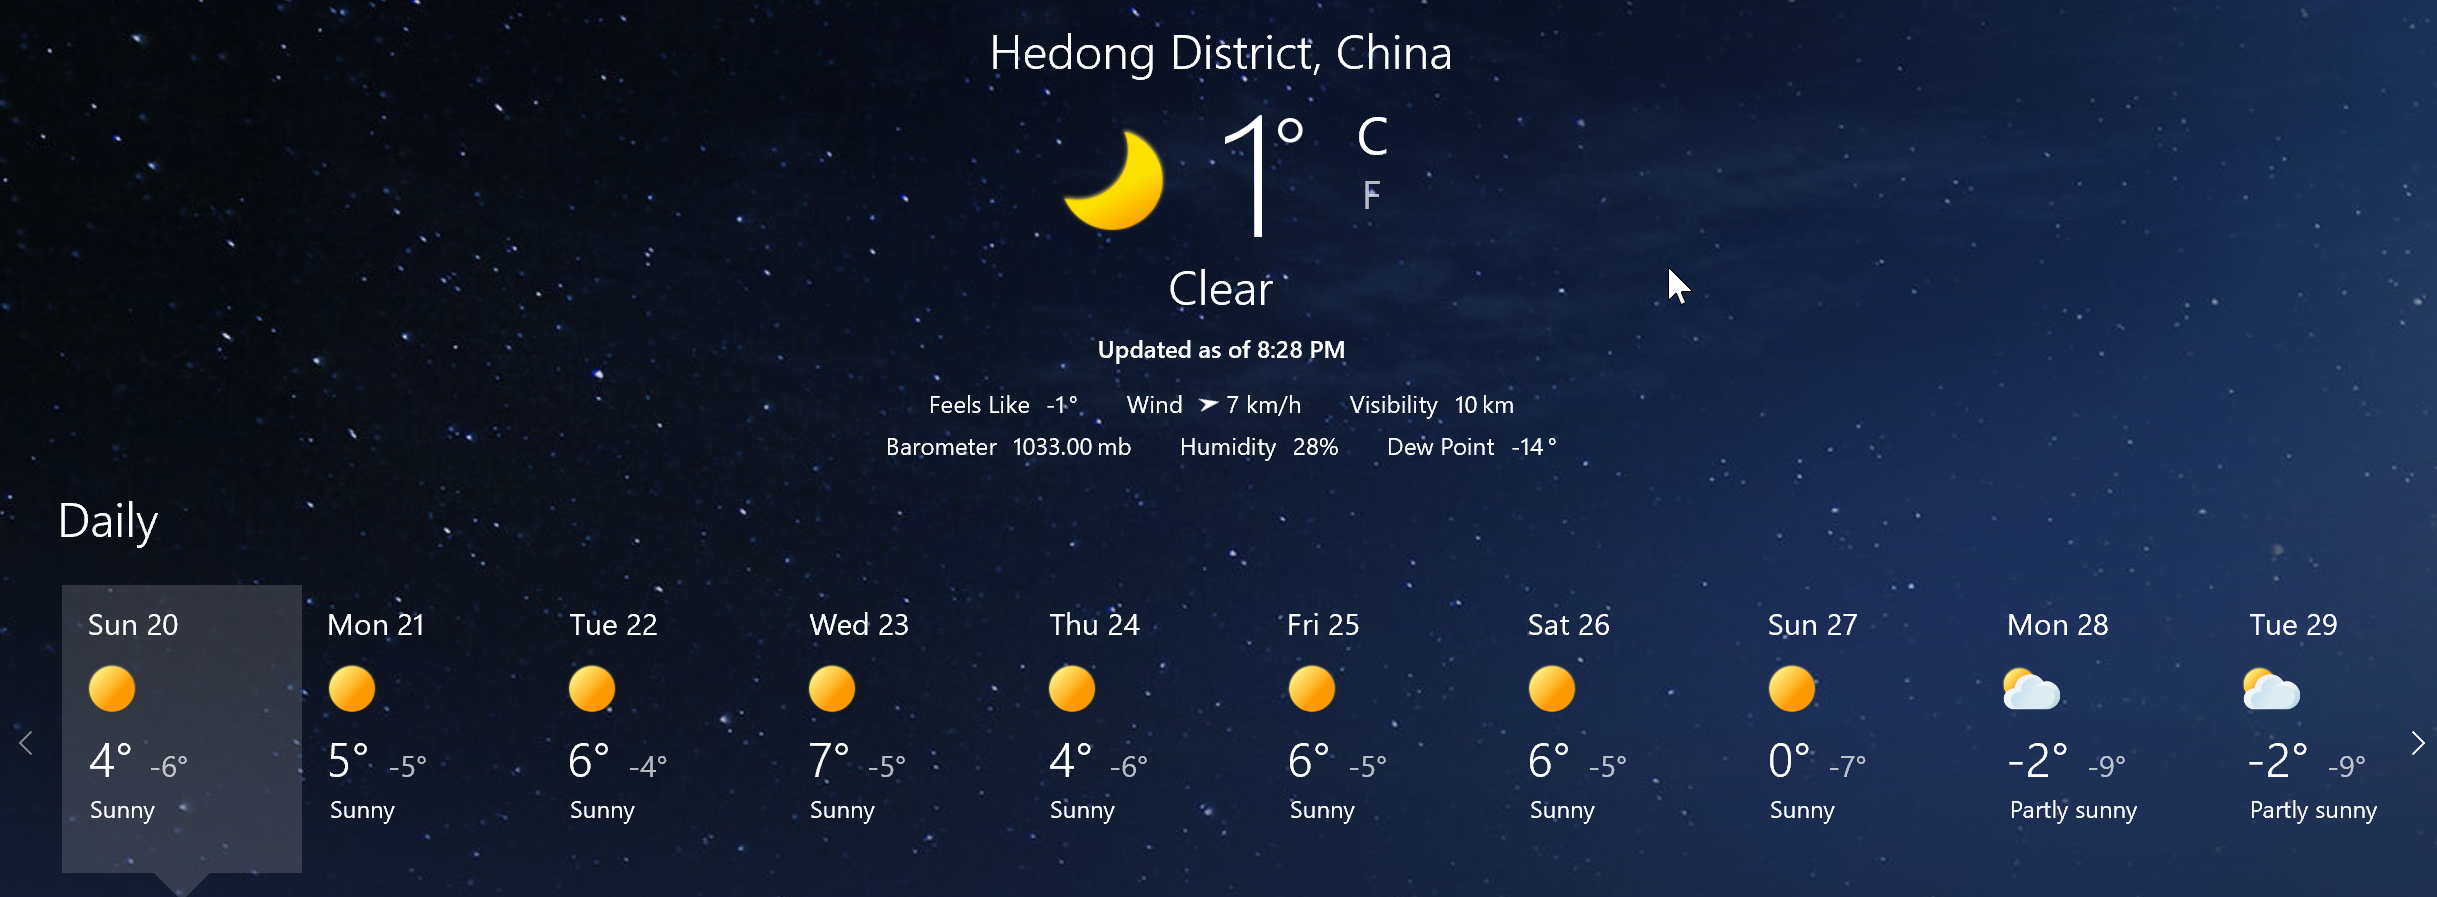 Hedong District, China
1° C
F
Clear
Updated as of 8:28 PM
Feels Like -1° Wind 7 km/h Visibility 10 km
Barometer 1033.00 mb Humidity 28% Dew Point -14°
Daily
Sun 20 Mon 21 Tue 22 Wed 23 Thu 24 Fri 25 Sat 26 Sun 27 Mon 28 Tue 29
4° -6° 5° -5° 6° -4° 7° -5° 4° -6° 6° -5° 6° -5° 0° -7° -2° -9° -2° -9°
Sunny Sunny Sunny Sunny Sunny Sunny Sunny Sunny Partly sunny Partly sunny